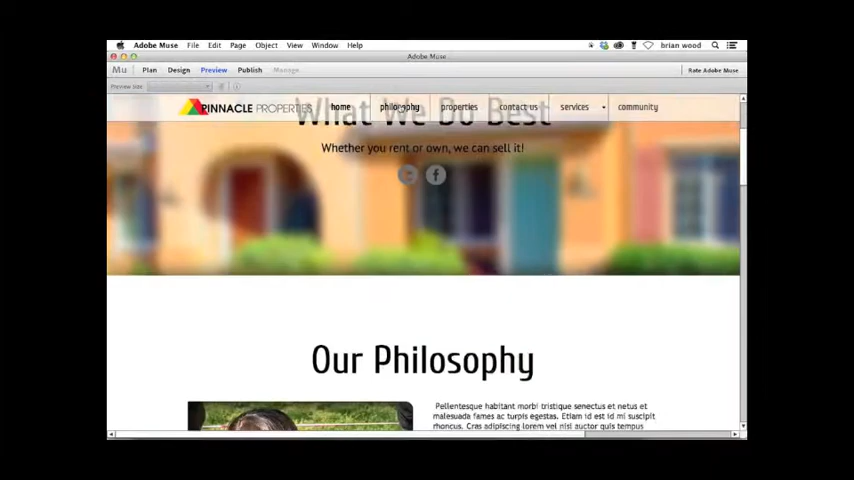 Adobe Muse File Edit Page Object View Window Help brian wood
Adobe Muse
Mu Plan Design Preview Publish Manage Rate Adobe Muse
Preview Size
PINNACLE PROPERTIES home philosophy properties contact us services community
What We Do Best
Whether you rent or own, we can sell it!
Our Philosophy
Pellentesque habitant morbi tristique senectus et netus et
malesuada fames ac turpis egestas. Etiam id est id mi suscipit
rhoncus. Cras adipiscing lorem vel nisl auctor quis tempus